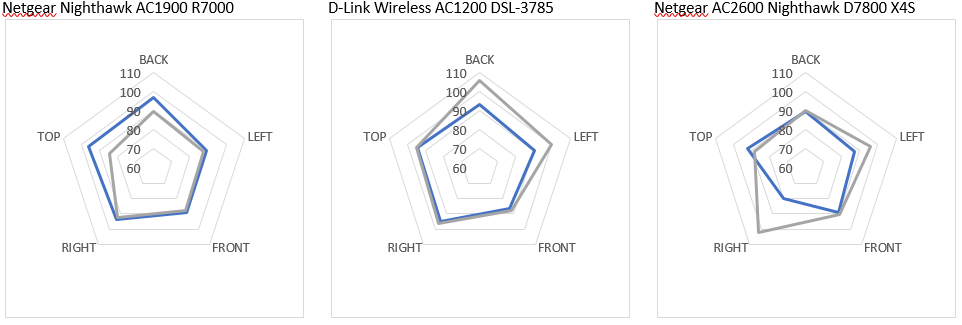 Netgear Nighthawk AC1900 R7000
BACK
110
100
90
80
70
60
TOP
LEFT
RIGHT
FRONT
D-Link Wireless AC1200 DSL-3785
BACK
110
100
90
80
70
60
TOP
LEFT
RIGHT
FRONT
Netgear AC2600 Nighthawk D7800 X4S
BACK
110
100
90
80
70
60
TOP
LEFT
RIGHT
FRONT